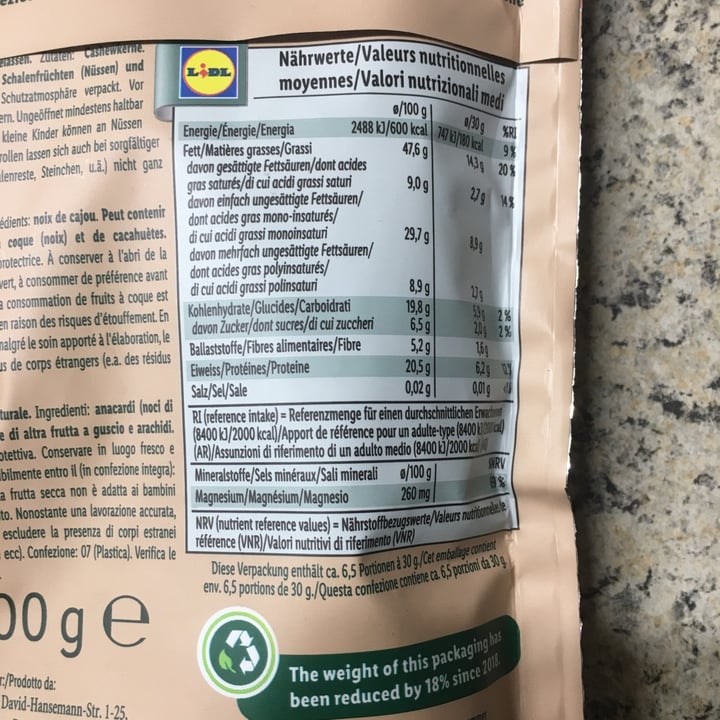 Zutaten: Cashewkerne.
Schalenfrüchten (Nüssen) und
Schutzatmosphäre verpackt. Vor
Ungeöffnet mindestens haltbar
kleine Kinder können an Nüssen
lassen sich auch bei sorgfältiger
Steinchen, u.ä.) nicht ganz
noix de cajou. Peut contenir
coque (noix) et de cacahuètes.
À conserver à l'abri de la
à consommer de préférence avant
consommation de fruits à coque est
en raison des risques d'étouffement. En
malgré le soin apporté à l'élaboration, le
de corps étrangers (e.a. des résidus
Ingredienti: anacardi (noci di
di altra frutta a guscio e arachidi.
Conservare in luogo fresco e
entro il (in confezione integra):
frutta secca non è adatta ai bambini
Nonostante una lavorazione accurata,
escludere la presenza di corpi estranei
ecc). Confezione: 07 (Plastica). Verifica le
00 g e
Prodotto da:
David-Hansemann-Str. 1-25,
LIDL
Nährwerte/Valeurs nutritionnelles
moyennes/Valori nutrizionali medi
ø/100 g ø/30 g %RI
Energie/Énergie/Energia 2488 kJ/600 kcal 747 kJ/180 kcal 9%
Fett/Matières grasses/Grassi 47,6 g 14,3 g 20%
davon gesättigte Fettsäuren/dont acides
gras saturés/di cui acidi grassi saturi 9,0 g 2,7 g 14%
davon einfach ungesättigte Fettsäuren/
dont acides gras mono-insaturés/
di cui acidi grassi monoinsaturi 29,7 g 8,9 g
davon mehrfach ungesättigte Fettsäuren/
dont acides gras polyinsaturés/
di cui acidi grassi polinsaturi 8,9 g 2,7 g
Kohlenhydrate/Glucides/Carboidrati 19,8 g 5,9 g 2%
davon Zucker/dont sucres/di cui zuccheri 6,5 g 2,0 g 2%
Ballaststoffe/Fibres alimentaires/Fibre 5,2 g 1,6 g
Eiweiss/Protéines/Proteine 20,5 g 6,2 g
Salz/Sel/Sale 0,02 g 0,01 g
RI (reference intake) = Referenzmenge für einen durchschnittlichen Erwachsenen
(8400 kJ/2000 kcal)/Apport de référence pour un adulte-type (8400 kJ/2000 kcal)
(AR)/Assunzioni di riferimento di un adulto medio (8400 kJ/2000 kcal)
Mineralstoffe/Sels minéraux/Sali minerali ø/100 g %NRV
Magnesium/Magnésium/Magnesio 260 mg %
NRV (nutrient reference values) = Nährstoffbezugswerte/Valeurs nutritionnelles de
référence (VNR)/Valori nutritivi di riferimento (VNR)
Diese Verpackung enthält ca. 6,5 Portionen à 30 g./Cet emballage contient
env. 6,5 portions de 30 g./Questa confezione contiene ca. 6,5 porzioni da 30 g.
The weight of this packaging has
been reduced by 18% since 2018.